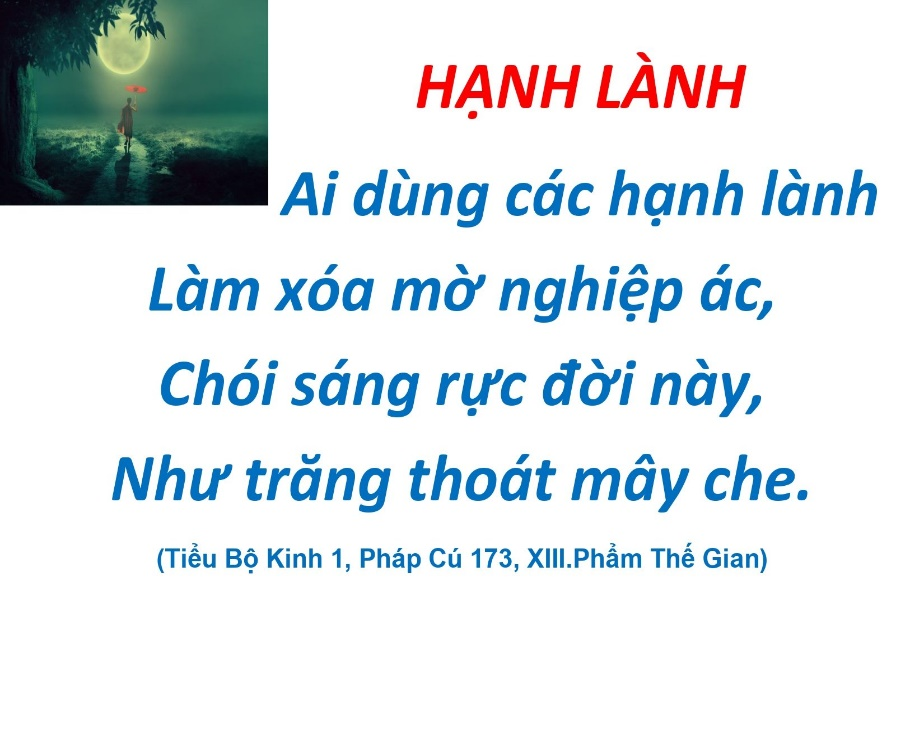 HẠNH LÀNH
Ai dùng các hạnh lành
Làm xóa mờ nghiệp ác,
Chói sáng rực đời này,
Như trăng thoát mây che.
(Tiểu Bộ Kinh 1, Pháp Cú 173, XIII.Phẩm Thế Gian)